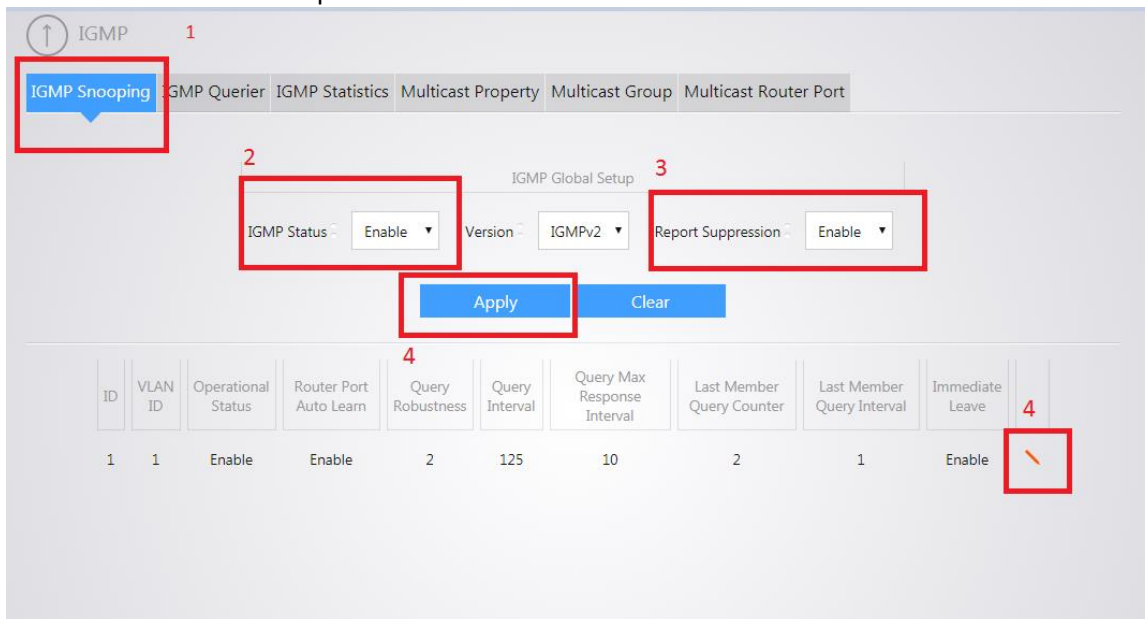 IGMP 1
IGMP Snooping IGMP Querier IGMP Statistics Multicast Property Multicast Group Multicast Router Port
2
IGMP Global Setup 3
IGMP Status Enable Version IGMPv2 Report Suppression Enable
Apply Clear
4
ID VLAN ID Operational Status Router Port Auto Learn Query Robustness Query Interval Query Max Response Interval Last Member Query Counter Last Member Query Interval Immediate Leave 4
1 1 Enable Enable 2 125 10 2 1 Enable